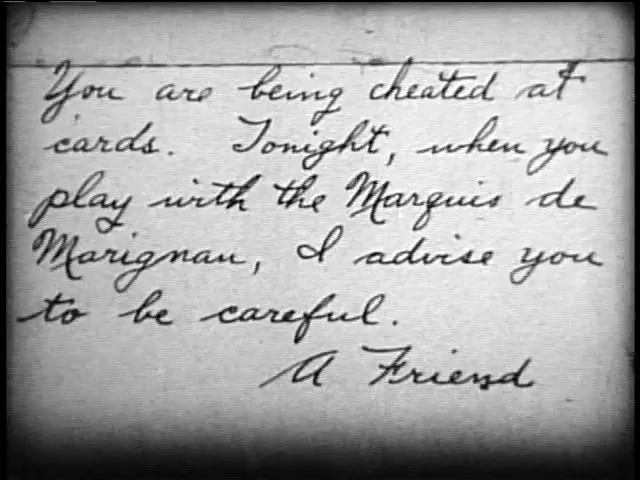 You are being cheated at
cards. Tonight, when you
play with the Marquis de
Marignau, I advise you
to be careful.
A Friend